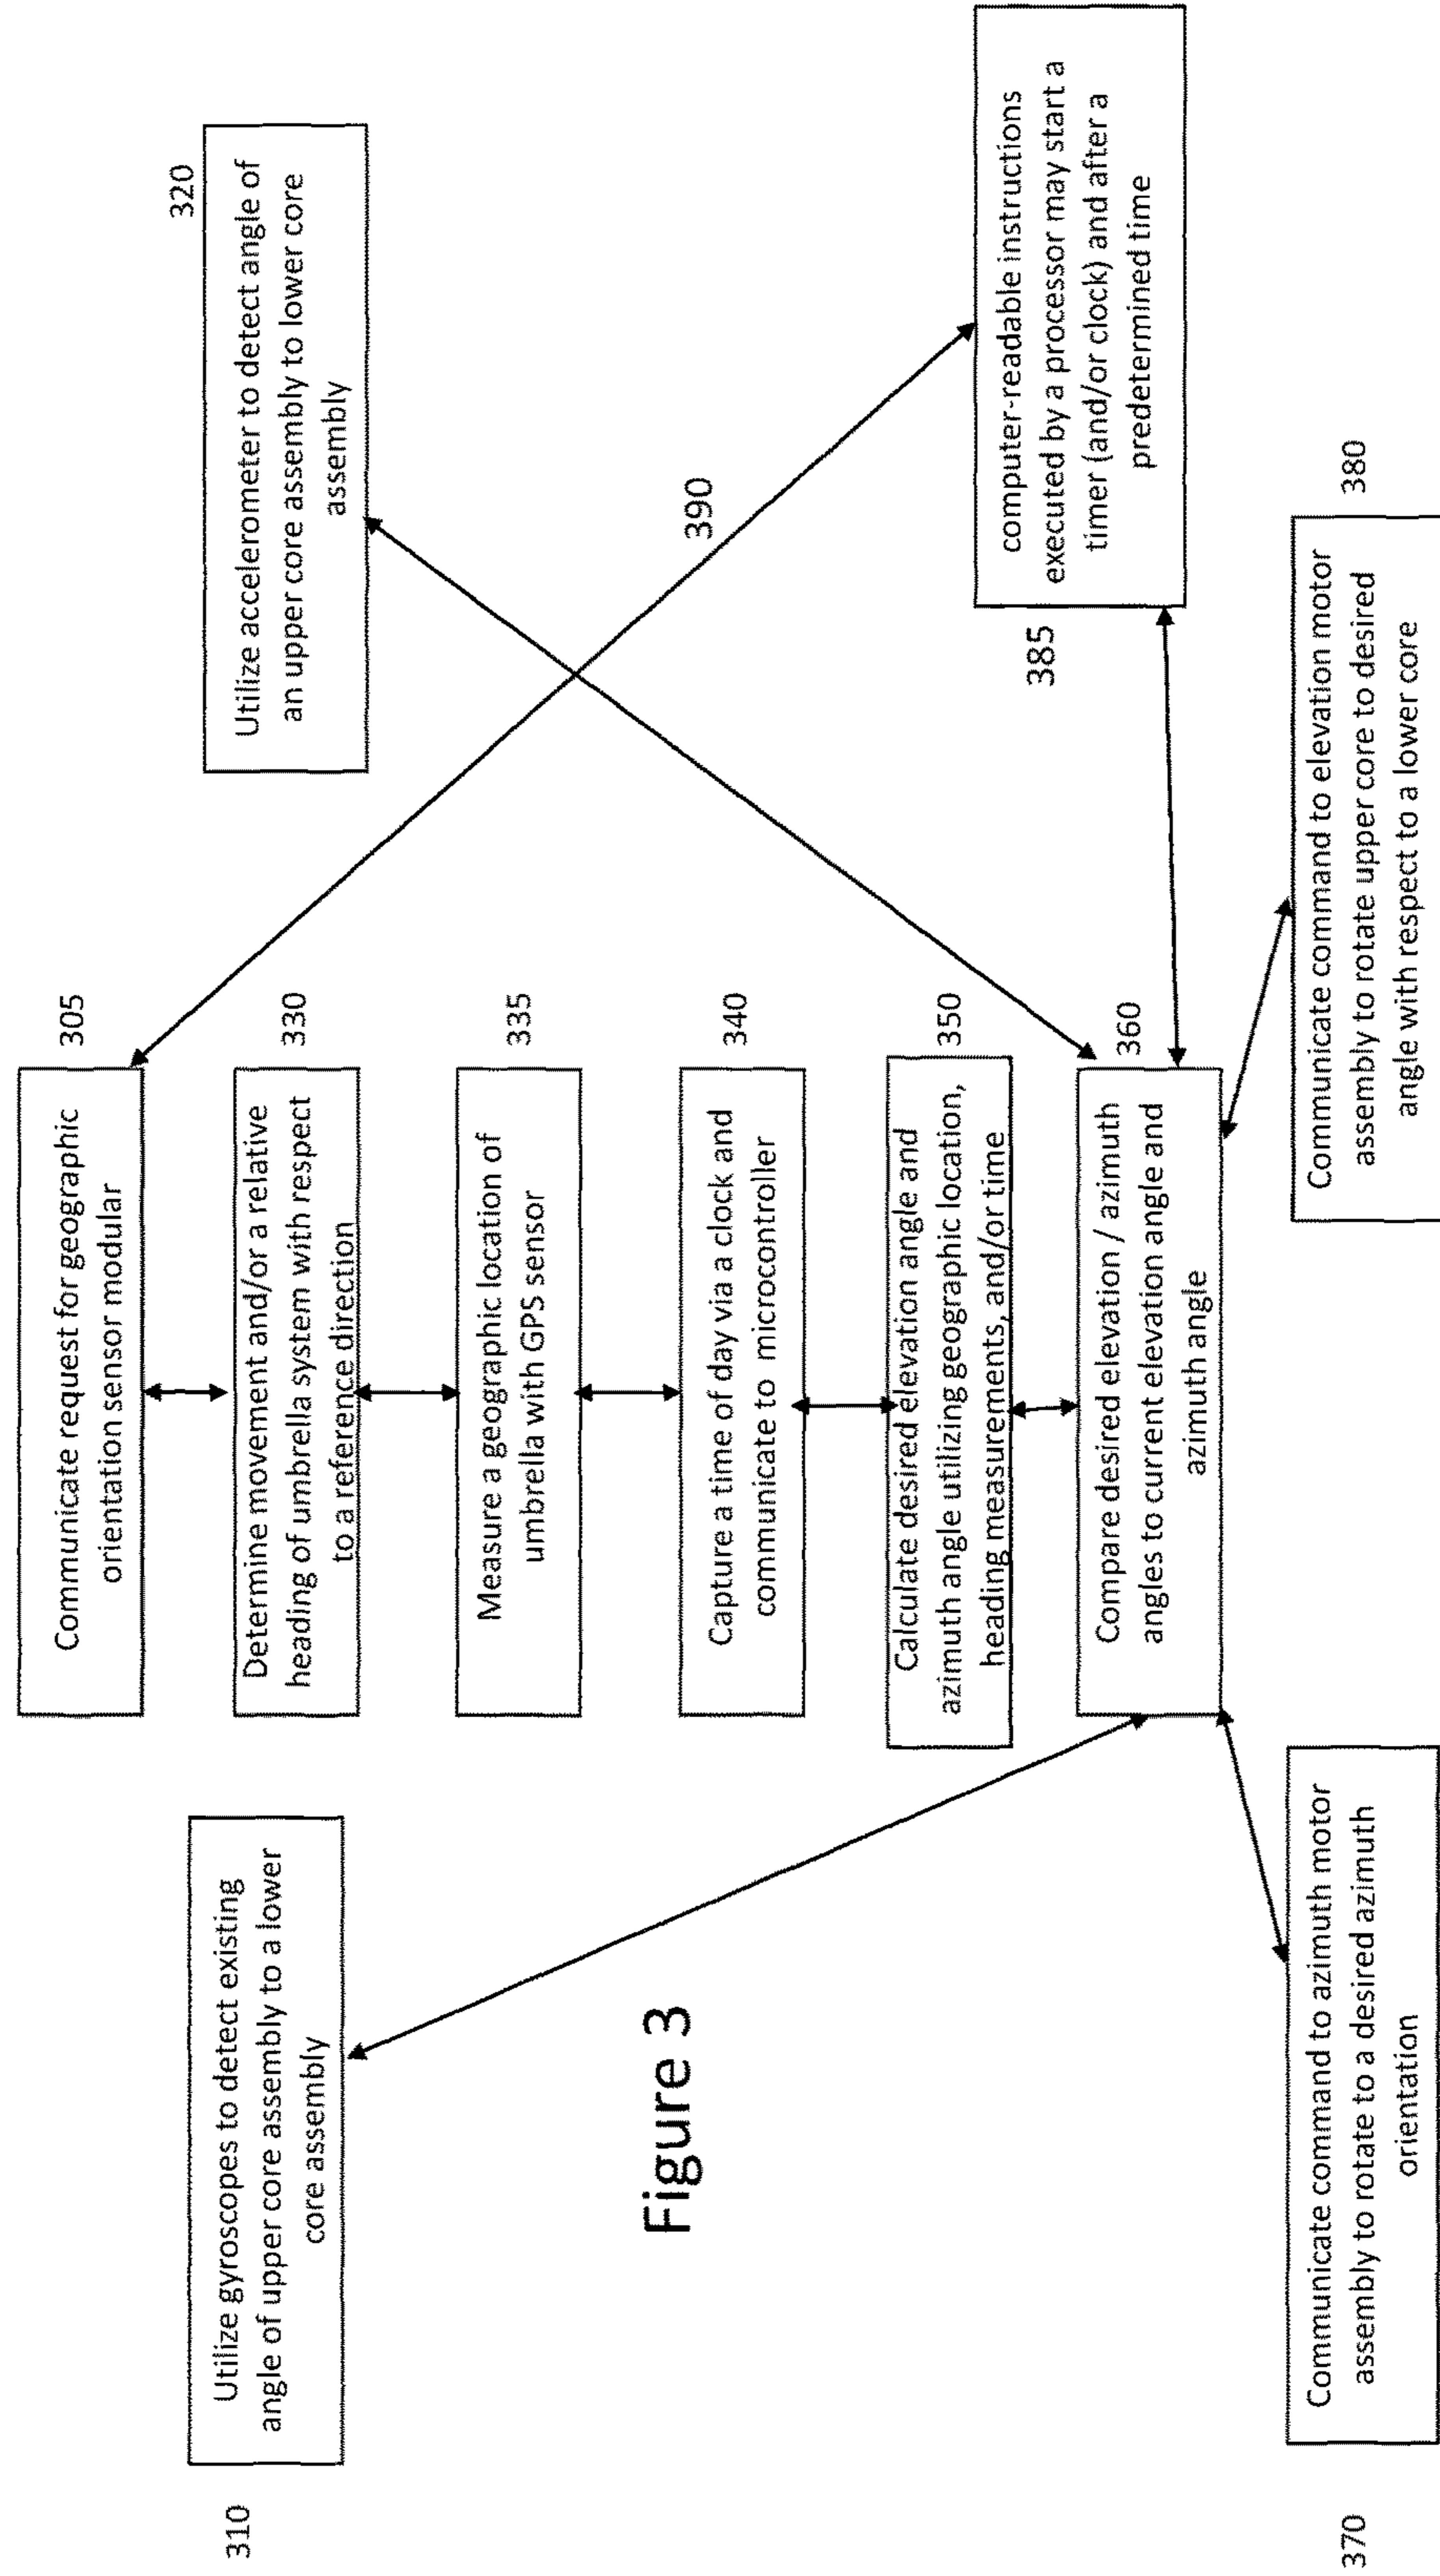 305
Communicate request for geographic
orientation sensor modular
310
Utilize gyroscopes to detect existing
angle of upper core assembly to a lower
core assembly
330
Determine movement and/or a relative
heading of umbrella system with respect
to a reference direction
320
Utilize accelerometer to detect angle of
an upper core assembly to lower core
assembly
335
Measure a geographic location of
umbrella with GPS sensor
Figure 3
340
Capture a time of day via a clock and
communicate to microcontroller
390
350
Calculate desired elevation angle and
azimuth angle utilizing geographic location,
heading measurements, and/or time
360
Compare desired elevation / azimuth
angles to current elevation angle and
azimuth angle
385
computer-readable instructions
executed by a processor may start a
timer (and/or clock) and after a
predetermined time
370
Communicate command to azimuth motor
assembly to rotate to a desired azimuth
orientation
380
Communicate command to elevation motor
assembly to rotate upper core to desired
angle with respect to a lower core